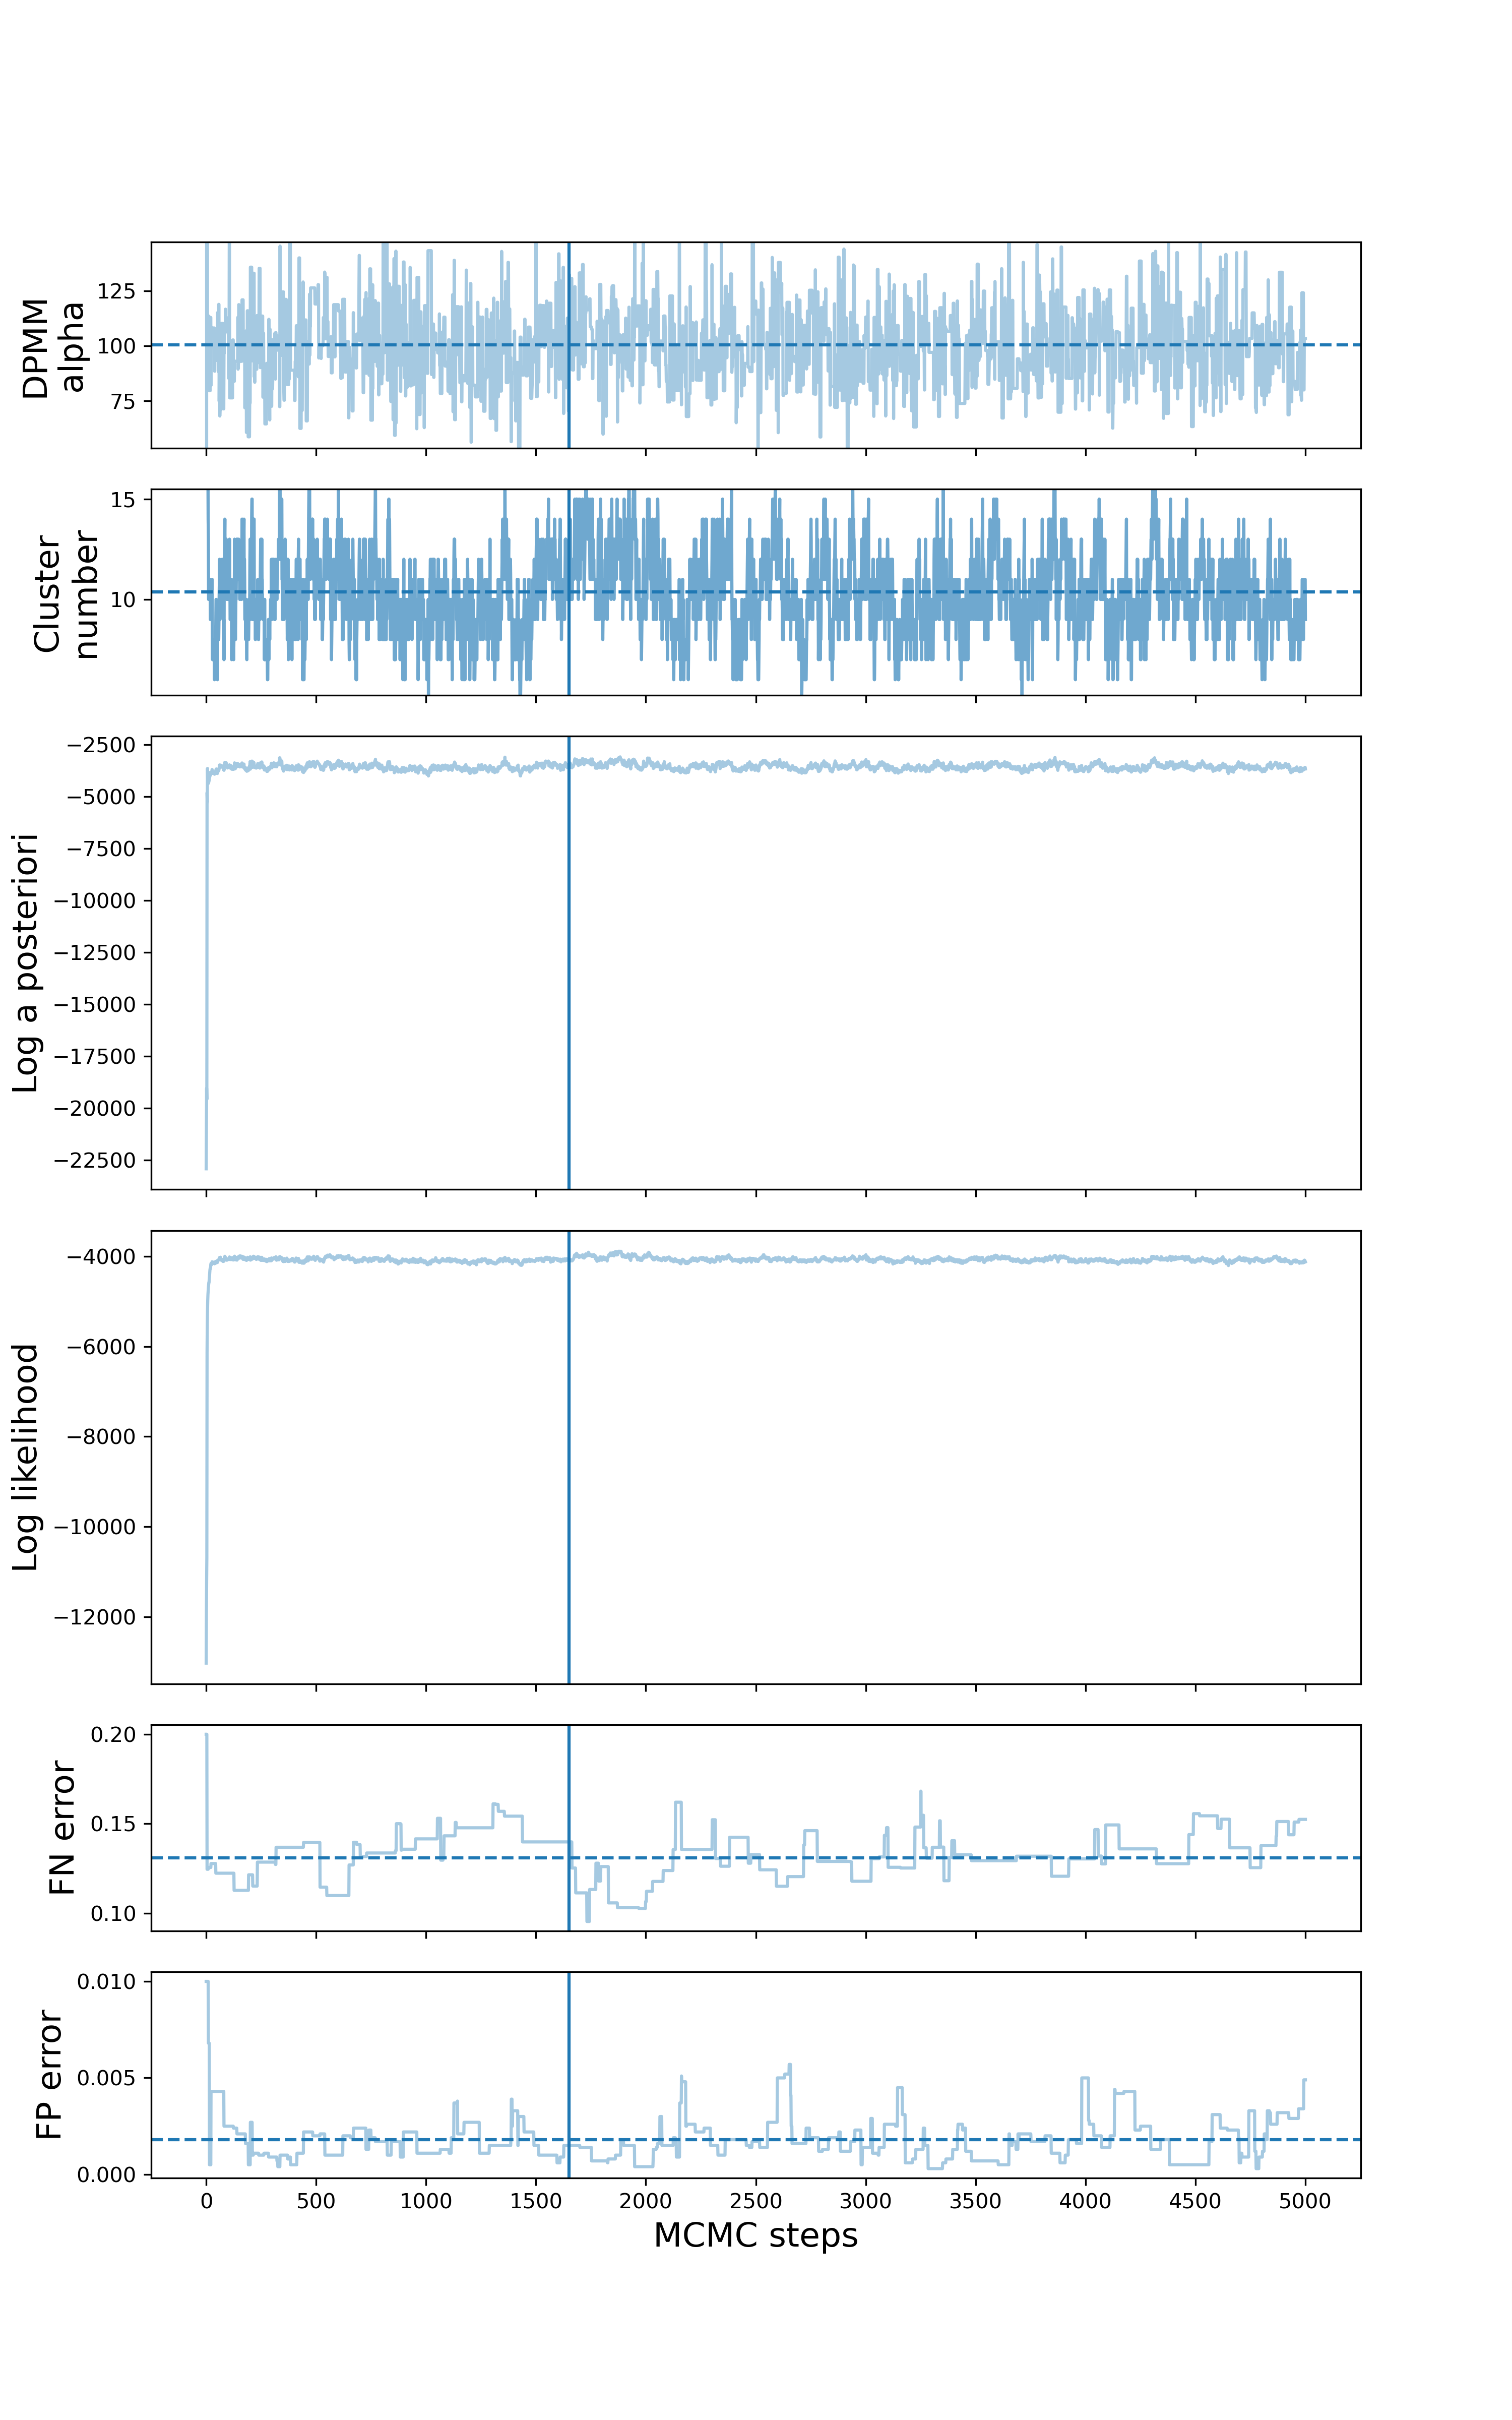 DPMM
alpha
125
100
75
Cluster
number
15
10
Log a posteriori
−2500
−5000
−7500
−10000
−12500
−15000
−17500
−20000
−22500
Log likelihood
−4000
−6000
−8000
−10000
−12000
FN error
0.20
0.15
0.10
FP error
0.010
0.005
0.000
0 500 1000 1500 2000 2500 3000 3500 4000 4500 5000
MCMC steps